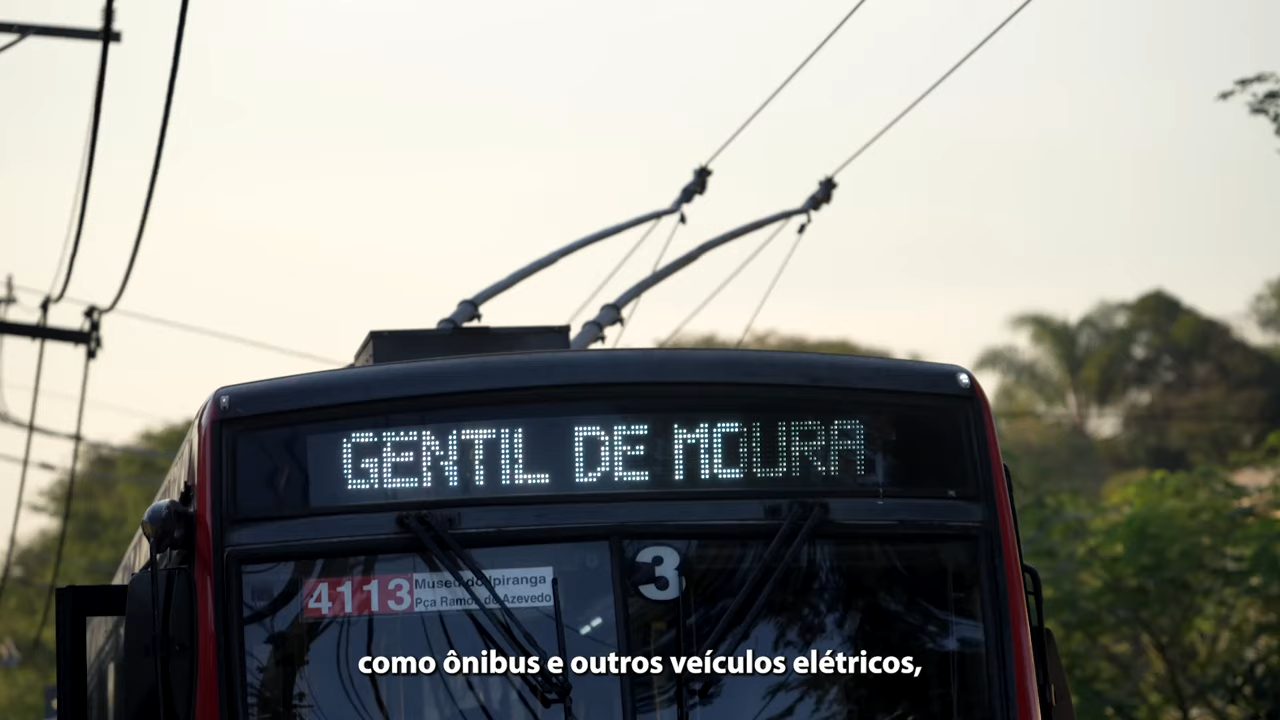 GENTIL DE MOURA
3
4113
Museu do Ipiranga
Pça Ramos de Azevedo
como ônibus e outros veículos elétricos,